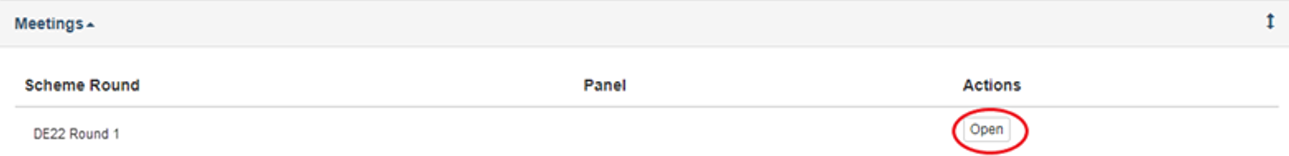 Meetings
Scheme Round Panel Actions
DE22 Round 1 Open